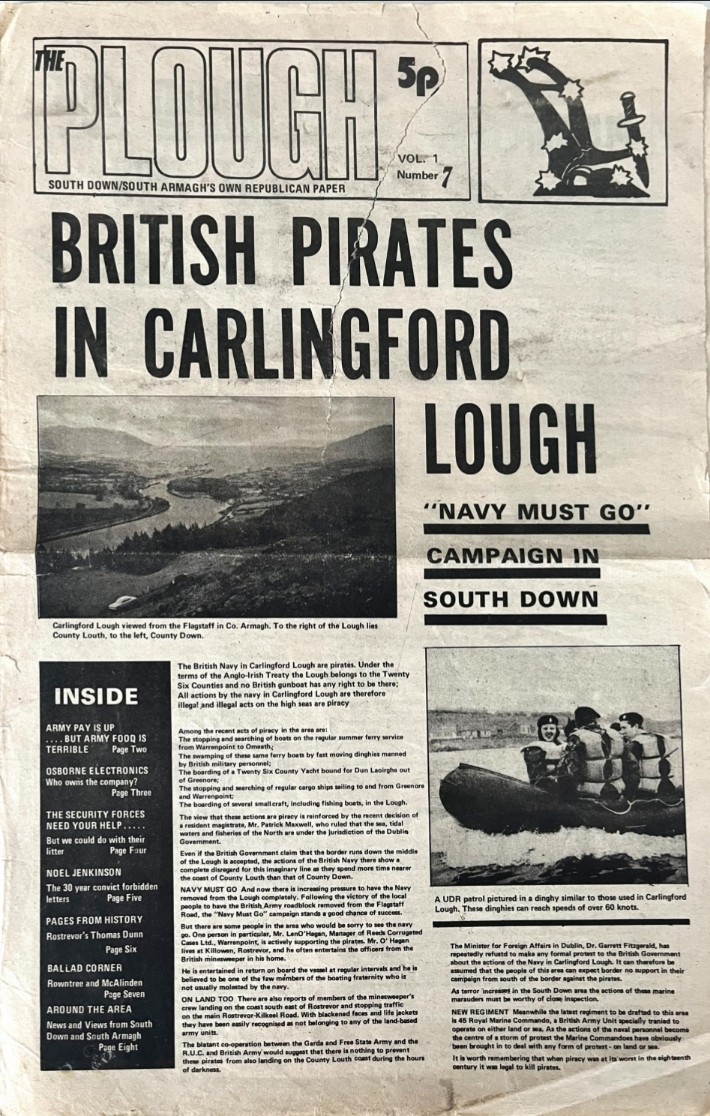 THE
PLOUGH
5p
VOL. 1
Number 7
SOUTH DOWN/SOUTH ARMAGH'S OWN REPUBLICAN PAPER
BRITISH PIRATES
IN CARLINGFORD
LOUGH
"NAVY MUST GO"
CAMPAIGN IN
SOUTH DOWN
Carlingford Lough viewed from the Flagstaff in Co. Armagh. To the right of the Lough lies
County Louth, to the left, County Down.
INSIDE
ARMY PAY IS UP
. . . . BUT ARMY FOOD IS
TERRIBLE Page Two
OSBORNE ELECTRONICS
Who owns the company?
Page Three
THE SECURITY FORCES
NEED YOUR HELP . . . . .
But we could do with their
litter Page Four
NOEL JENKINSON
The 30 year convict forbidden
letters Page Five
PAGES FROM HISTORY
Rostrevor's Thomas Dunn
Page Six
BALLAD CORNER
Rowntree and McAlinden
Page Seven
AROUND THE AREA
News and Views from South
Down and South Armagh
Page Eight
The British Navy in Carlingford Lough are pirates. Under the
terms of the Anglo-Irish Treaty the Lough belongs to the Twenty
Six Counties and no British gunboat has any right to be there;
All actions by the navy in Carlingford Lough are therefore
illegal and illegal acts on the high seas are piracy
Among the recent acts of piracy in the area are:
The stopping and searching of boats on the regular summer ferry service
from Warrenpoint to Omeath;
The swamping of these same ferry boats by fast moving dinghies manned
by British military personnel;
The boarding of a Twenty Six County Yacht bound for Dun Laoirghe out
of Greenore;
The stopping and searching of regular cargo ships sailing to and from Greenore
and Warrenpoint;
The boarding of several smallcraft, including fishing boats, in the Lough.
The view that these actions are piracy is reinforced by the recent decision of
a resident magistrate, Mr. Patrick Maxwell, who ruled that the sea, tidal
waters and fisheries of the North are under the Jurisdiction of the Dublin
Government.
Even if the British Government claim that the border runs down the middle
of the Lough is accepted, the actions of the British Navy there show a
complete disregard for this imaginary line as they spend more time nearer
the coast of County Louth than that of County Down.
NAVY MUST GO And now there is increasing pressure to have the Navy
removed from the Lough completely. Following the victory of the local
people to have the British Army roadblock removed from the Flagstaff
Road, the "Navy Must Go" campaign stands a good chance of success.
But there are some people in the area who would be sorry to see the navy
go. One person in particular, Mr. LenO'Hagan, Manager of Reeds Corrugated
Cases Ltd., Warrenpoint, is actively supporting the pirates. Mr. O' Hagan
lives at Killowen, Rostrevor, and he often entertains the officers from the
British minesweeper in his home.
He is entertained in return on board the vessel at regular intervals and he is
believed to be one of the few members of the boating fraternity who is
not usually molested by the navy.
ON LAND TOO There are also reports of members of the minesweeper's
crew landing on the coast south east of Rostrevor and stopping traffic
on the main Rostrevor-Kilkeel Road. With blackened faces and life jackets
they have been easily recognised as not belonging to any of the land-based
army units.
The blatant co-operation between the Garda and Free State Army and the
R.U.C. and British Army would suggest that there is nothing to prevent
these pirates from also landing on the County Louth coast during the hours
of darkness.
A UDR patrol pictured in a dinghy similar to those used in Carlingford
Lough. These dinghies can reach speeds of over 60 knots.
The Minister for Foreign Affairs in Dublin, Dr. Garrett Fitzgerald, has
repeatedly refused to make any formal protest to the British Government
about the actions of the Navy in Carlingford Lough. It can therefore be
assumed that the people of this area can expect border no support in their
campaign from south of the border against the pirates.
As terror increases in the South Down area the actions of these marine
marauders must be worthy of close inspection.
NEW REGIMENT Meanwhile the latest regiment to be drafted to this area
is 45 Royal Marine Commando, a British Army Unit specially tranied to
operate on either land or sea. As the actions of the naval personnel become
the centre of a storm of protest the Marine Commandoes have obviously
been brought in to deal with any form of protest - on land or sea.
It is worth remembering that when piracy was at its worst in the eighteenth
century it was legal to kill pirates.